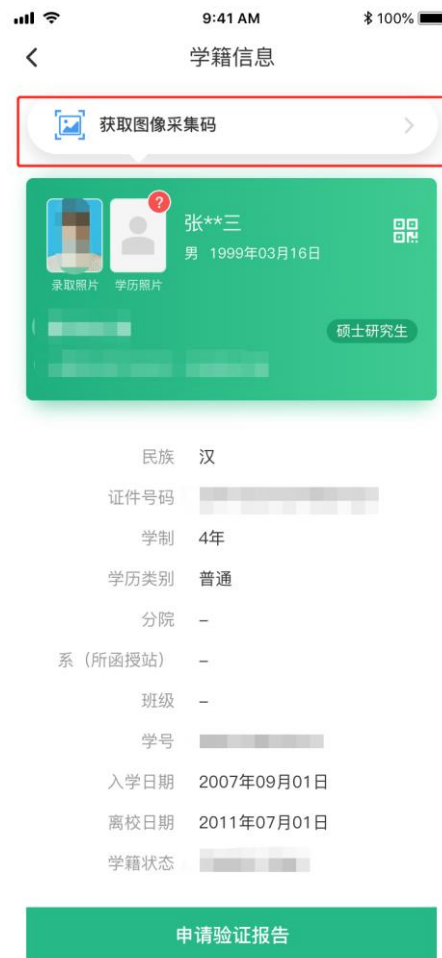 9:41 AM 100%
学籍信息
获取图像采集码
?
张**三
男 1999年03月16日
录取照片 学历照片
硕士研究生
民族 汉
证件号码
学制 4年
学历类别 普通
分院 –
系（所函授站） –
班级 –
学号
入学日期 2007年09月01日
离校日期 2011年07月01日
学籍状态
申请验证报告